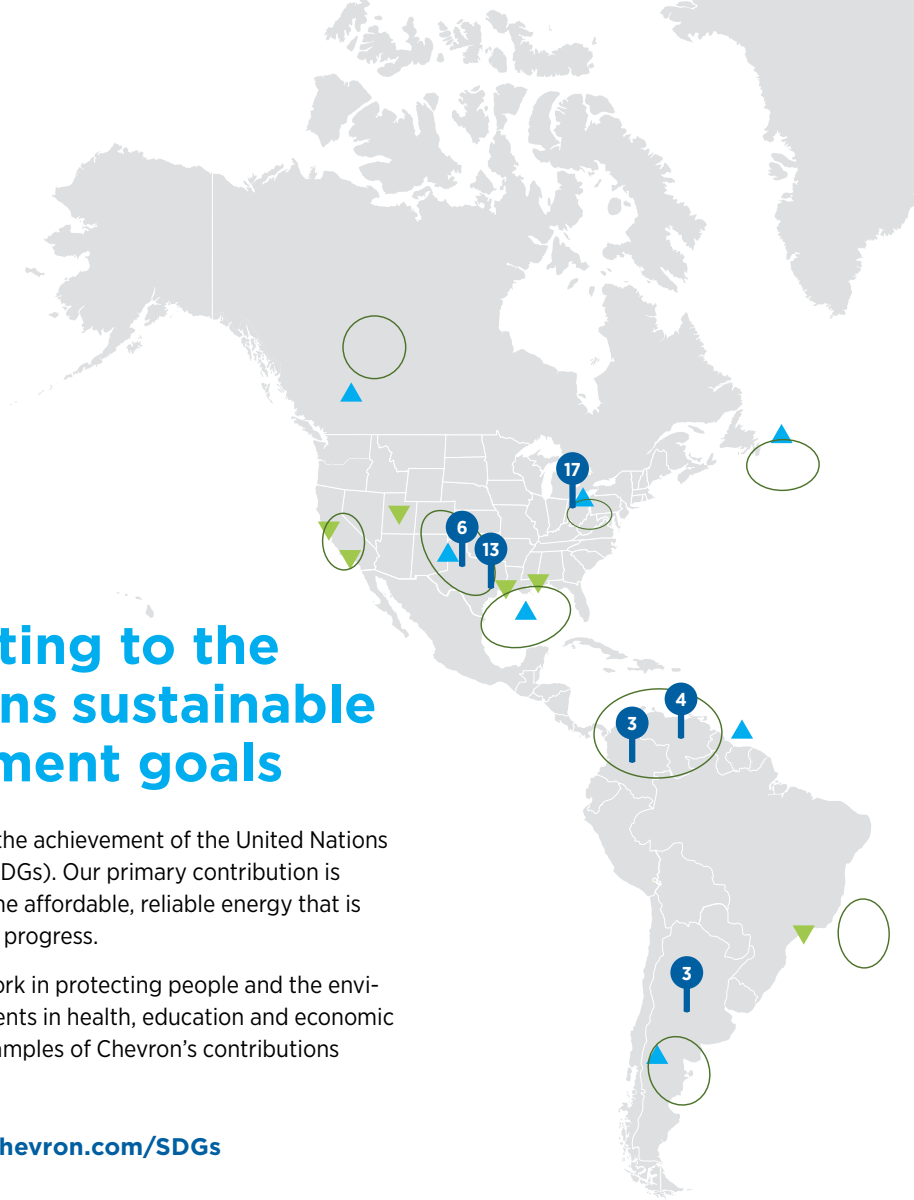 17
6
13
ting to the
ns sustainable
ment goals
4
3
the achievement of the United Nations
DGs). Our primary contribution is
ne affordable, reliable energy that is
progress.
3
ork in protecting people and the envi-
ents in health, education and economic
amples of Chevron’s contributions
hevron.com/SDGs